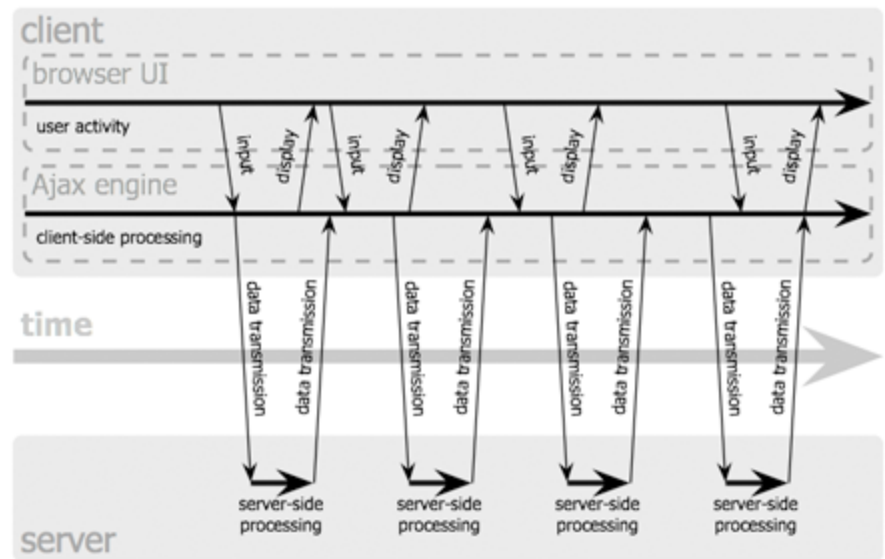 client
browser UI
user activity
input
display
input
display
input
display
input
display
Ajax engine
client-side processing
data transmission
data transmission
data transmission
data transmission
data transmission
data transmission
data transmission
data transmission
time
server-side
processing
server-side
processing
server-side
processing
server-side
processing
server